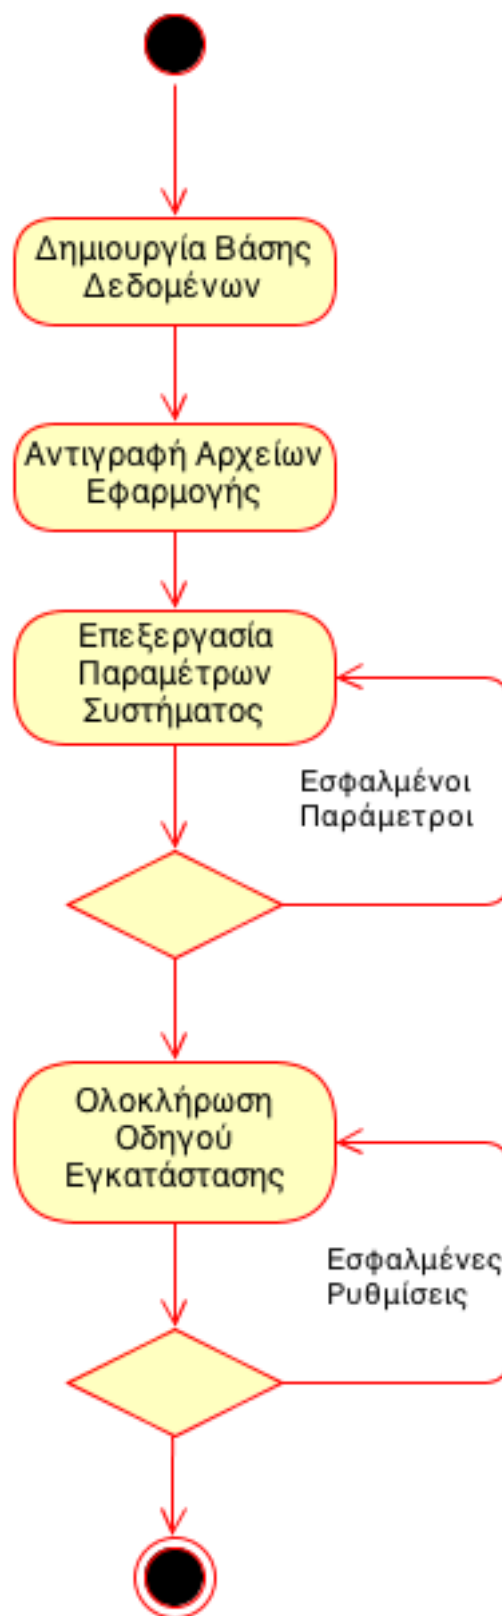 Δημιουργία Βάσης
Δεδομένων
Αντιγραφή Αρχείων
Εφαρμογής
Επεξεργασία
Παραμέτρων
Συστήματος
Εσφαλμένοι
Παράμετροι
Ολοκλήρωση
Οδηγού
Εγκατάστασης
Εσφαλμένες
Ρυθμίσεις